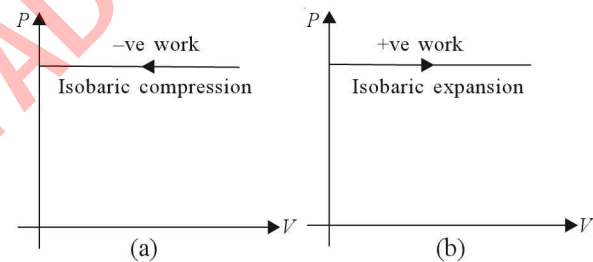 P
–ve work
Isobaric compression
V
(a)
P
+ve work
Isobaric expansion
V
(b)